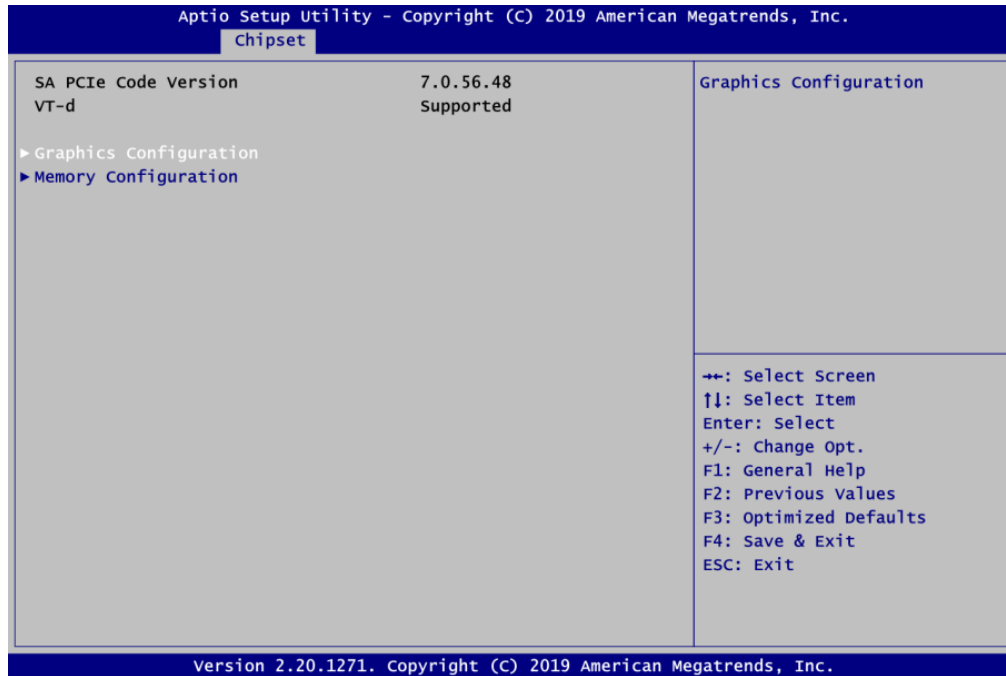 Aptio Setup Utility - Copyright (C) 2019 American Megatrends, Inc.
Chipset
SA PCIe Code Version 7.0.56.48
VT-d Supported
►Graphics Configuration
►Memory Configuration
Graphics Configuration
→←: Select Screen
↑↓: Select Item
Enter: Select
+/-: Change Opt.
F1: General Help
F2: Previous Values
F3: Optimized Defaults
F4: Save & Exit
ESC: Exit
Version 2.20.1271. Copyright (C) 2019 American Megatrends, Inc.